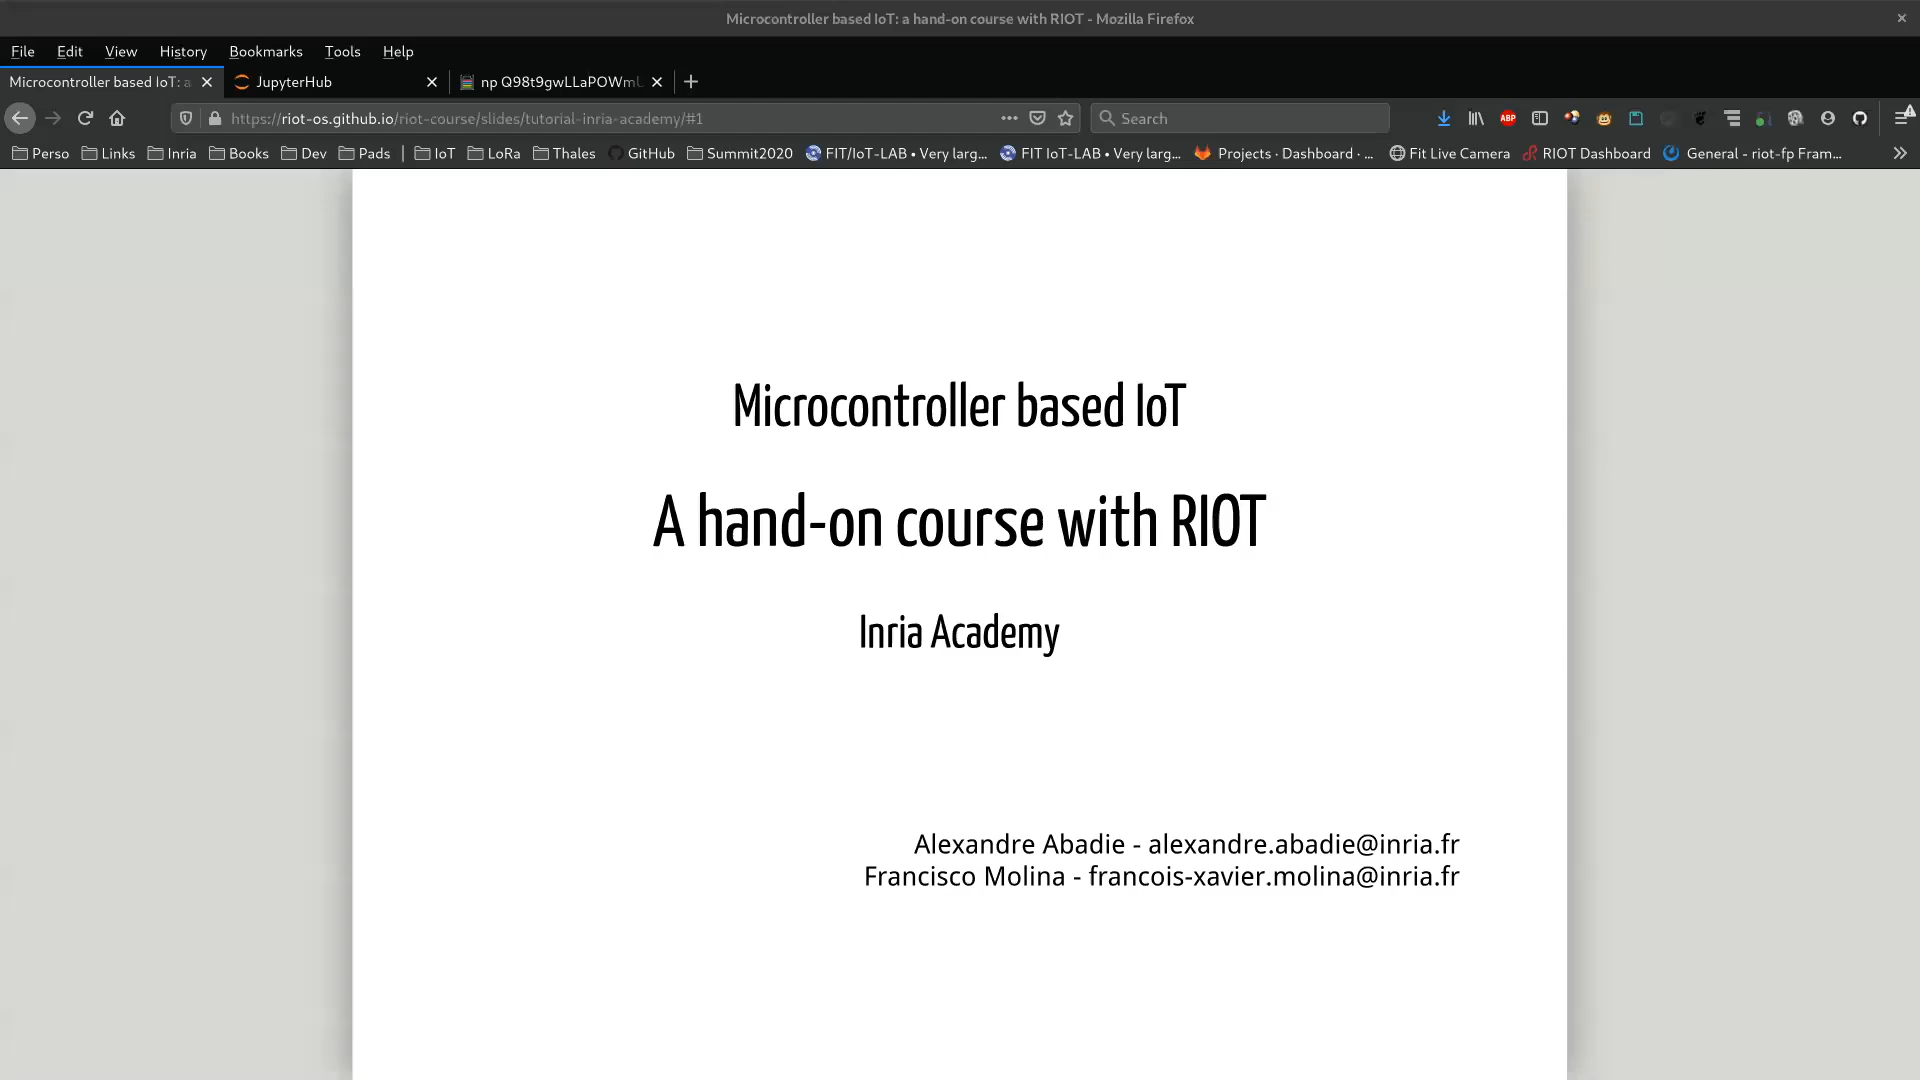 Microcontroller based IoT: a hand-on course with RIOT - Mozilla Firefox
File Edit View History Bookmarks Tools Help
Microcontroller based IoT: a JupyterHub np Q98t9gwLLaPOWmL
https://riot-os.github.io/riot-course/slides/tutorial-inria-academy/#1 Search ABP
Perso Links Inria Books Dev Pads IoT LoRa Thales GitHub Summit2020 FIT/IoT-LAB • Very larg... FIT IoT-LAB • Very larg... Projects · Dashboard · ... Fit Live Camera RIOT Dashboard General - riot-fp Fram...
Microcontroller based IoT
A hand-on course with RIOT
Inria Academy
Alexandre Abadie - alexandre.abadie@inria.fr
Francisco Molina - francois-xavier.molina@inria.fr